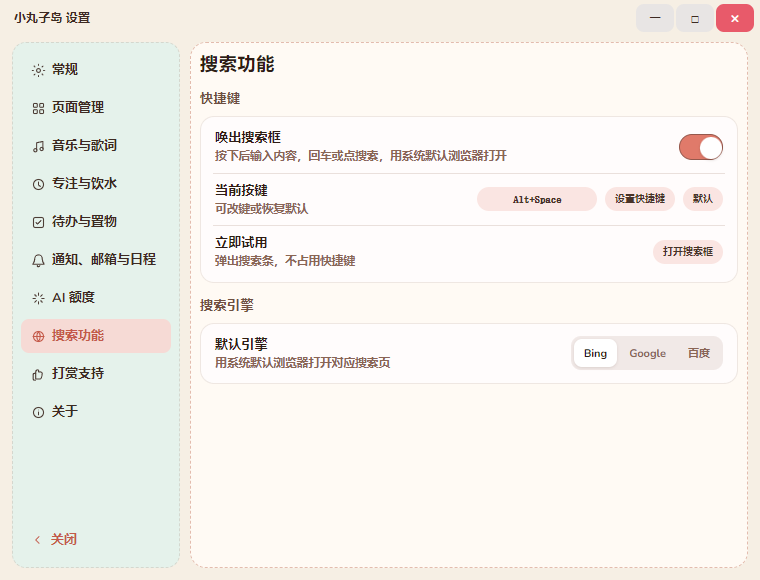 小丸子岛 设置
常规
页面管理
音乐与歌词
专注与饮水
待办与置物
通知、邮箱与日程
AI 额度
搜索功能
打赏支持
关于
关闭
搜索功能
快捷键
唤出搜索框
按下后输入内容，回车或点搜索，用系统默认浏览器打开
当前按键
可改键或恢复默认
Alt+Space
设置快捷键
默认
立即试用
弹出搜索条，不占用快捷键
打开搜索框
搜索引擎
默认引擎
用系统默认浏览器打开对应搜索页
Bing
Google
百度